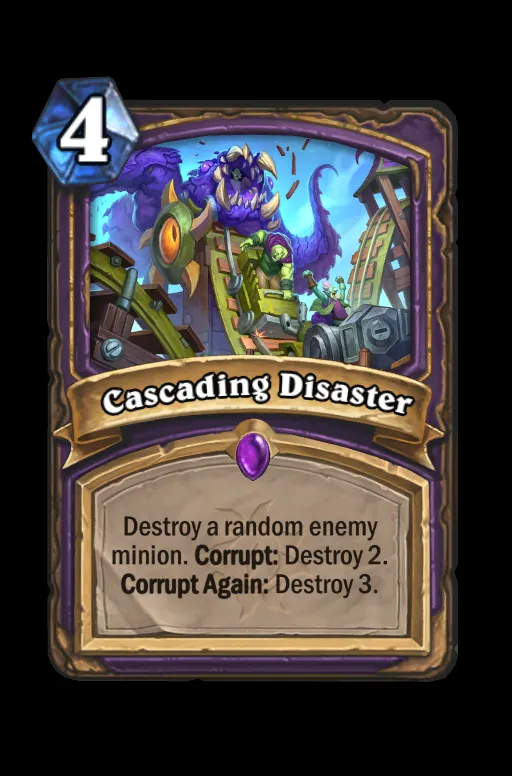 4
Cascading Disaster
Destroy a random enemy
minion. Corrupt: Destroy 2.
Corrupt Again: Destroy 3.